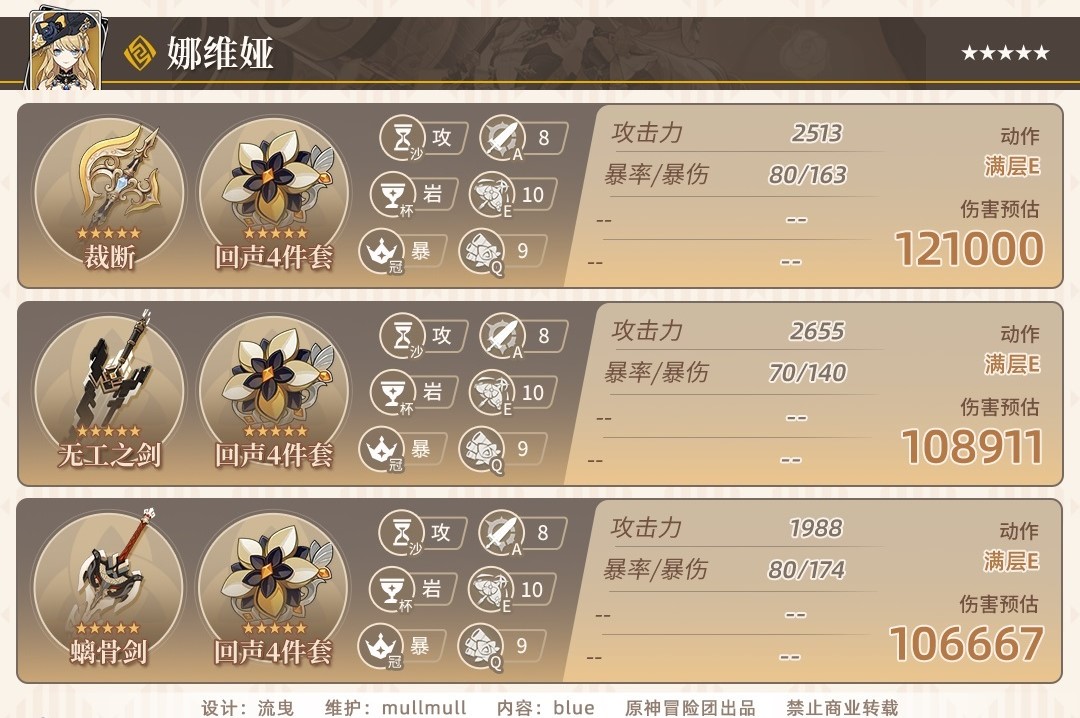 娜维娅 ★★★★★
沙 攻 A 8
杯 岩 E 10
冠 暴 Q 9
★★★★★ ★★★★★
裁断 回声4件套
攻击力 2513
暴率/暴伤 80/163
-- --
-- --
动作
满层E
伤害预估
121000
沙 攻 A 8
杯 岩 E 10
冠 暴 Q 9
★★★★★ ★★★★★
无工之剑 回声4件套
攻击力 2655
暴率/暴伤 70/140
-- --
-- --
动作
满层E
伤害预估
108911
沙 攻 A 8
杯 岩 E 10
冠 暴 Q 9
★★★★★ ★★★★★
螭骨剑 回声4件套
攻击力 1988
暴率/暴伤 80/174
-- --
-- --
动作
满层E
伤害预估
106667
设计：流曳 维护：mullmull 内容：blue 原神冒险团出品 禁止商业转载